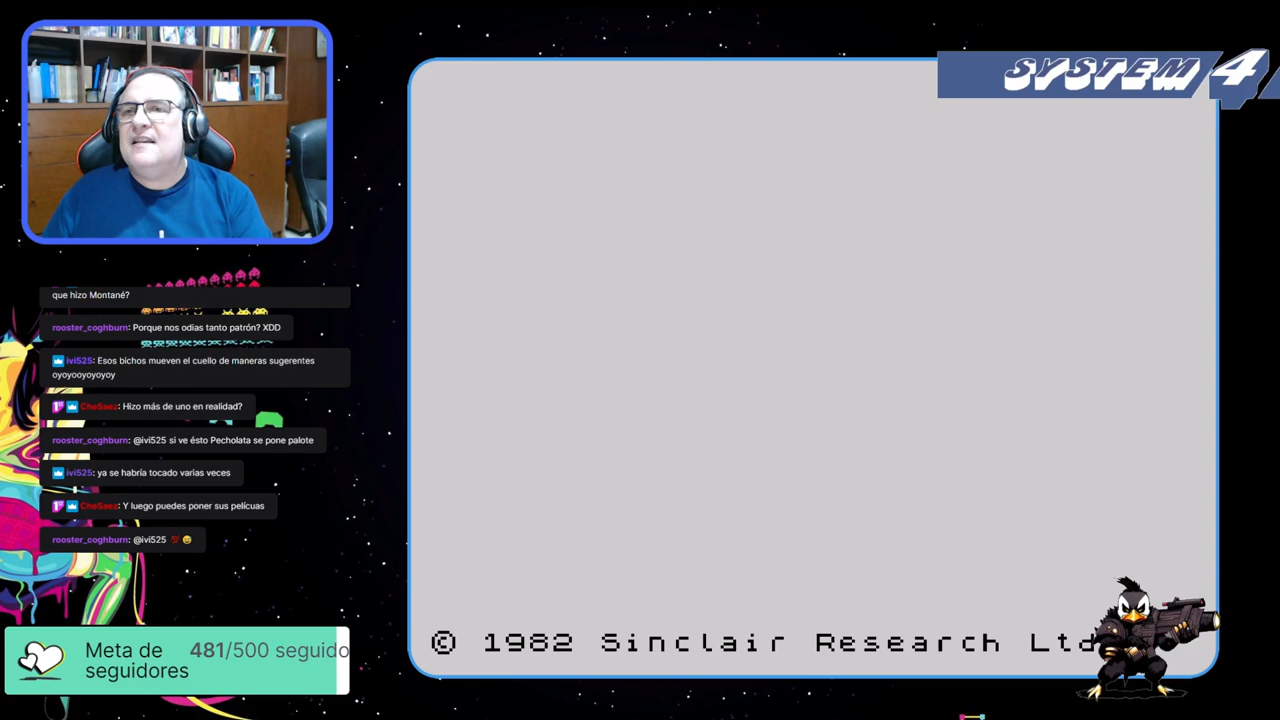 SYSTEM 4
que hizo Montané?
rooster_coghburn: Porque nos odias tanto patrón? XDD
ivi525: Esos bichos mueven el cuello de maneras sugerentes
oyoyooyoyoyoy
CheSaez: Hizo más de uno en realidad?
rooster_coghburn: @ivi525 si ve ésto Pecholata se pone palote
ivi525: ya se habría tocado varias veces
CheSaez: Y luego puedes poner sus pelícuas
rooster_coghburn: @ivi525 💯 😅
Meta de
seguidores
481/500 seguido
© 1982 Sinclair Research Ltd